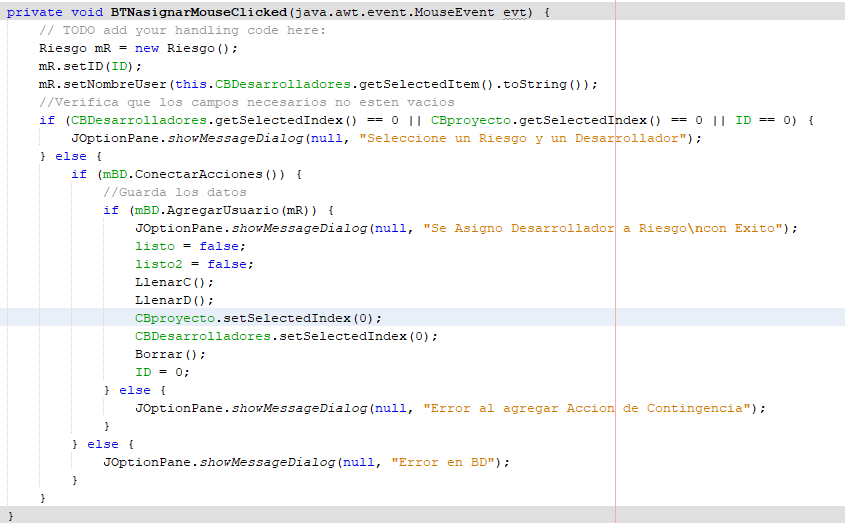 private void BTNasignarMouseClicked(java.awt.event.MouseEvent evt) {
    // TODO add your handling code here:
    Riesgo mR = new Riesgo();
    mR.setID(ID);
    mR.setNombreUser(this.CBDesarrolladores.getSelectedItem().toString());
    //Verifica que los campos necesarios no esten vacios
    if (CBDesarrolladores.getSelectedIndex() == 0 || CBproyecto.getSelectedIndex() == 0 || ID == 0) {
        JOptionPane.showMessageDialog(null, "Seleccione un Riesgo y un Desarrollador");
    } else {
        if (mBD.ConectarAcciones()) {
            //Guarda los datos
            if (mBD.AgregarUsuario(mR)) {
                JOptionPane.showMessageDialog(null, "Se Asigno Desarrollador a Riesgo\ncon Exito");
                listo = false;
                listo2 = false;
                LlenarC();
                LlenarD();
                CBproyecto.setSelectedIndex(0);
                CBDesarrolladores.setSelectedIndex(0);
                Borrar();
                ID = 0;
            } else {
                JOptionPane.showMessageDialog(null, "Error al agregar Accion de Contingencia");
            }
        } else {
            JOptionPane.showMessageDialog(null, "Error en BD");
        }
    }
}